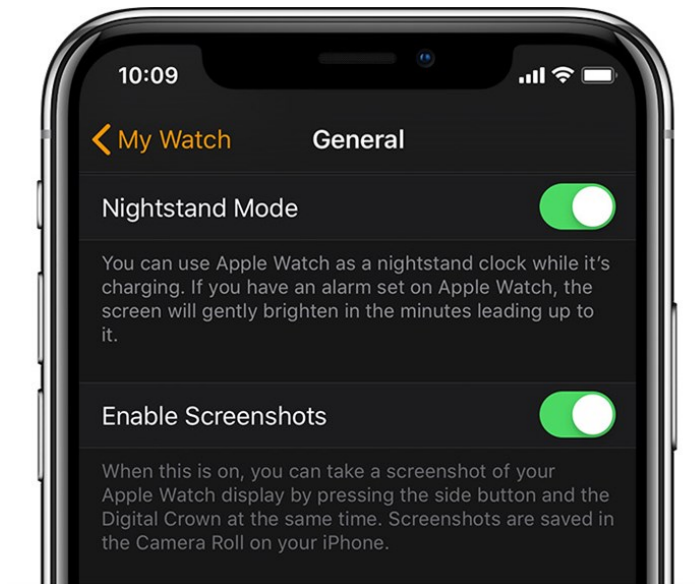 10:09
My Watch General
Nightstand Mode
You can use Apple Watch as a nightstand clock while it’s
charging. If you have an alarm set on Apple Watch, the
screen will gently brighten in the minutes leading up to
it.
Enable Screenshots
When this is on, you can take a screenshot of your
Apple Watch display by pressing the side button and the
Digital Crown at the same time. Screenshots are saved in
the Camera Roll on your iPhone.